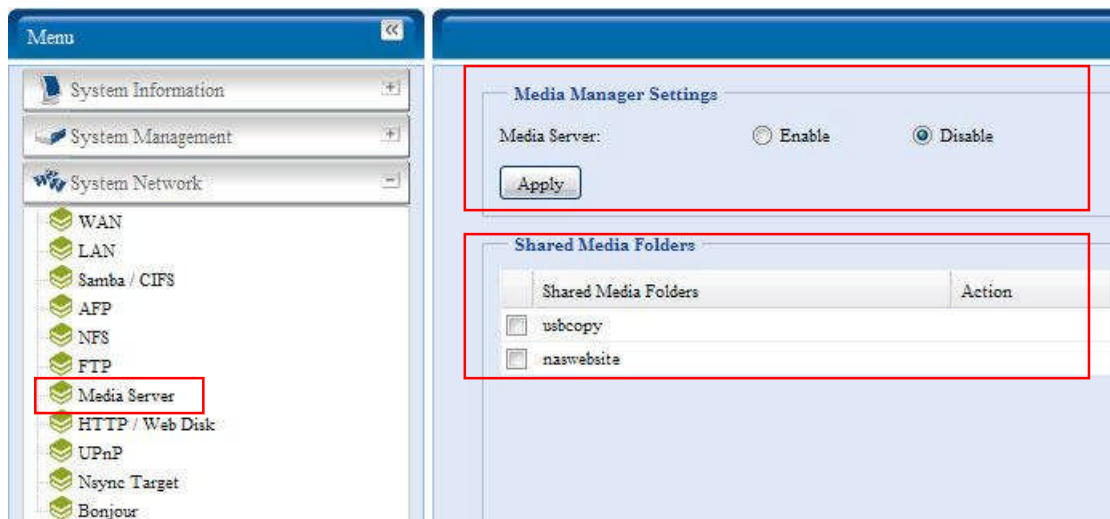 Menu
System Information
System Management
System Network
WAN
LAN
Samba / CIFS
AFP
NFS
FTP
Media Server
HTTP / Web Disk
UPnP
Nsync Target
Bonjour
Media Manager Settings
Media Server: Enable Disable
Apply
Shared Media Folders
Shared Media Folders Action
usbcopy
naswebsite